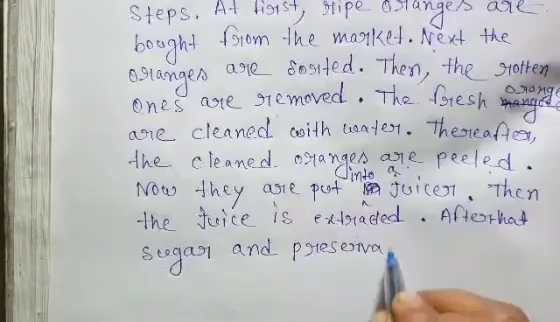 Steps. At first, ripe oranges are
bought from the market. Next the
oranges are sorted. Then, the rotten
ones are removed. The fresh oranges
are cleaned with water. Thereafter,
the cleaned oranges are peeled.
Now they are put into a juicer. Then
the juice is extracted. After that
sugar and preserva